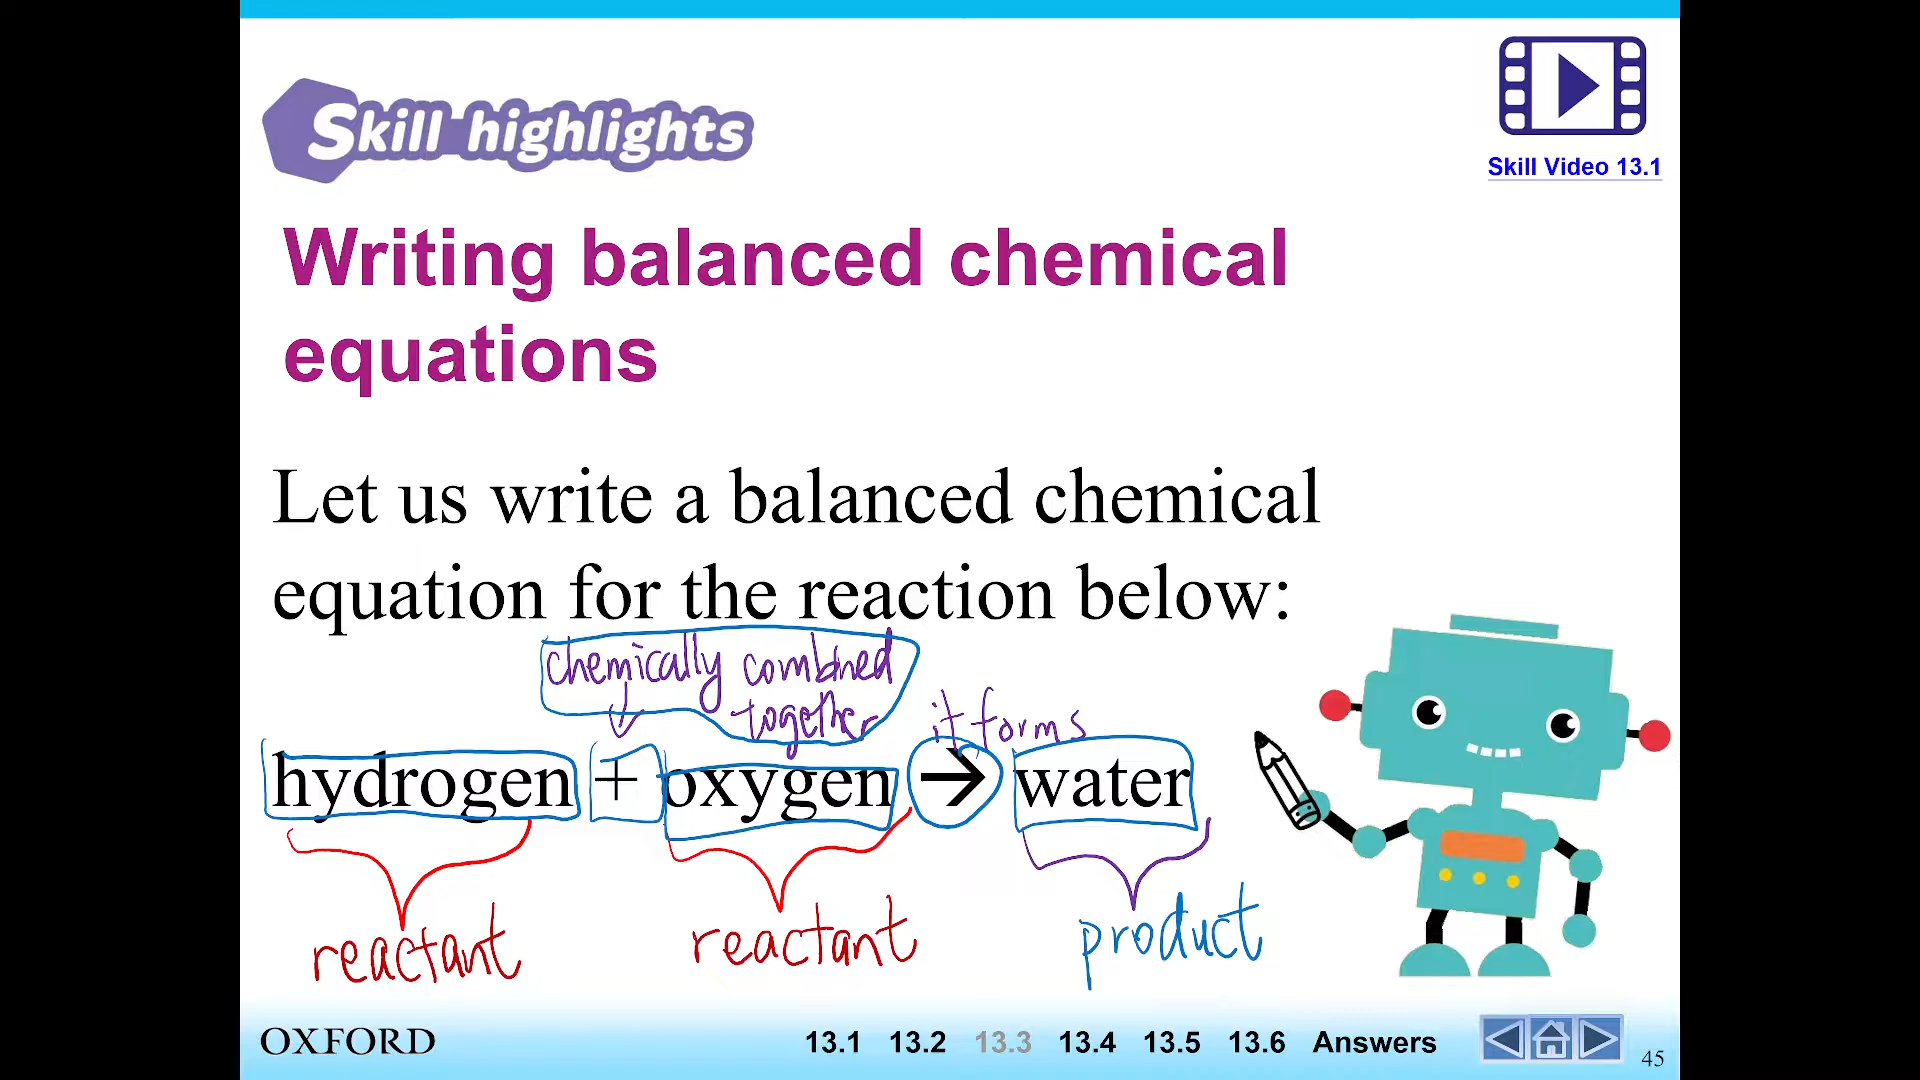 Skill highlights
Skill Video 13.1
Writing balanced chemical
equations
Let us write a balanced chemical
equation for the reaction below:
chemically combined
together
it forms
hydrogen + oxygen → water
reactant reactant product
OXFORD 13.1 13.2 13.3 13.4 13.5 13.6 Answers 45